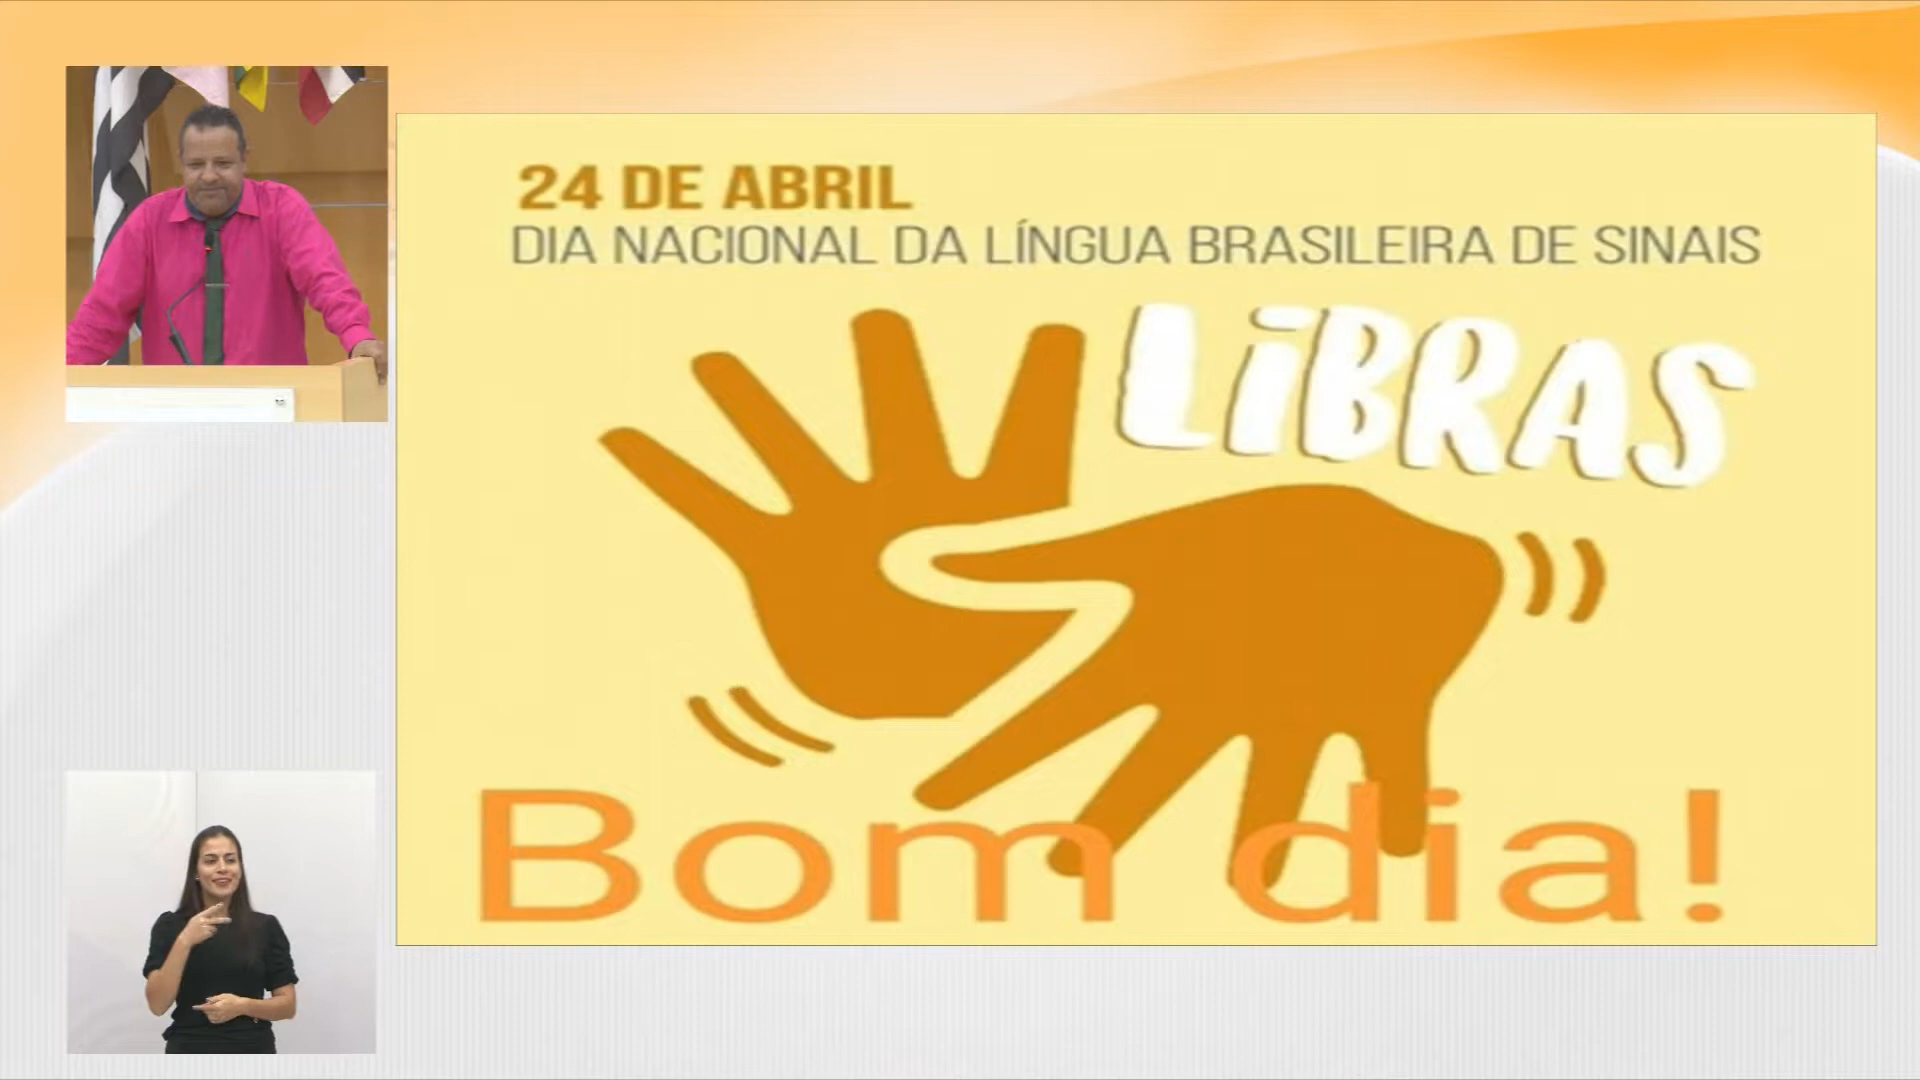 24 DE ABRIL
DIA NACIONAL DA LÍNGUA BRASILEIRA DE SINAIS
LIBRAS
Bom dia!